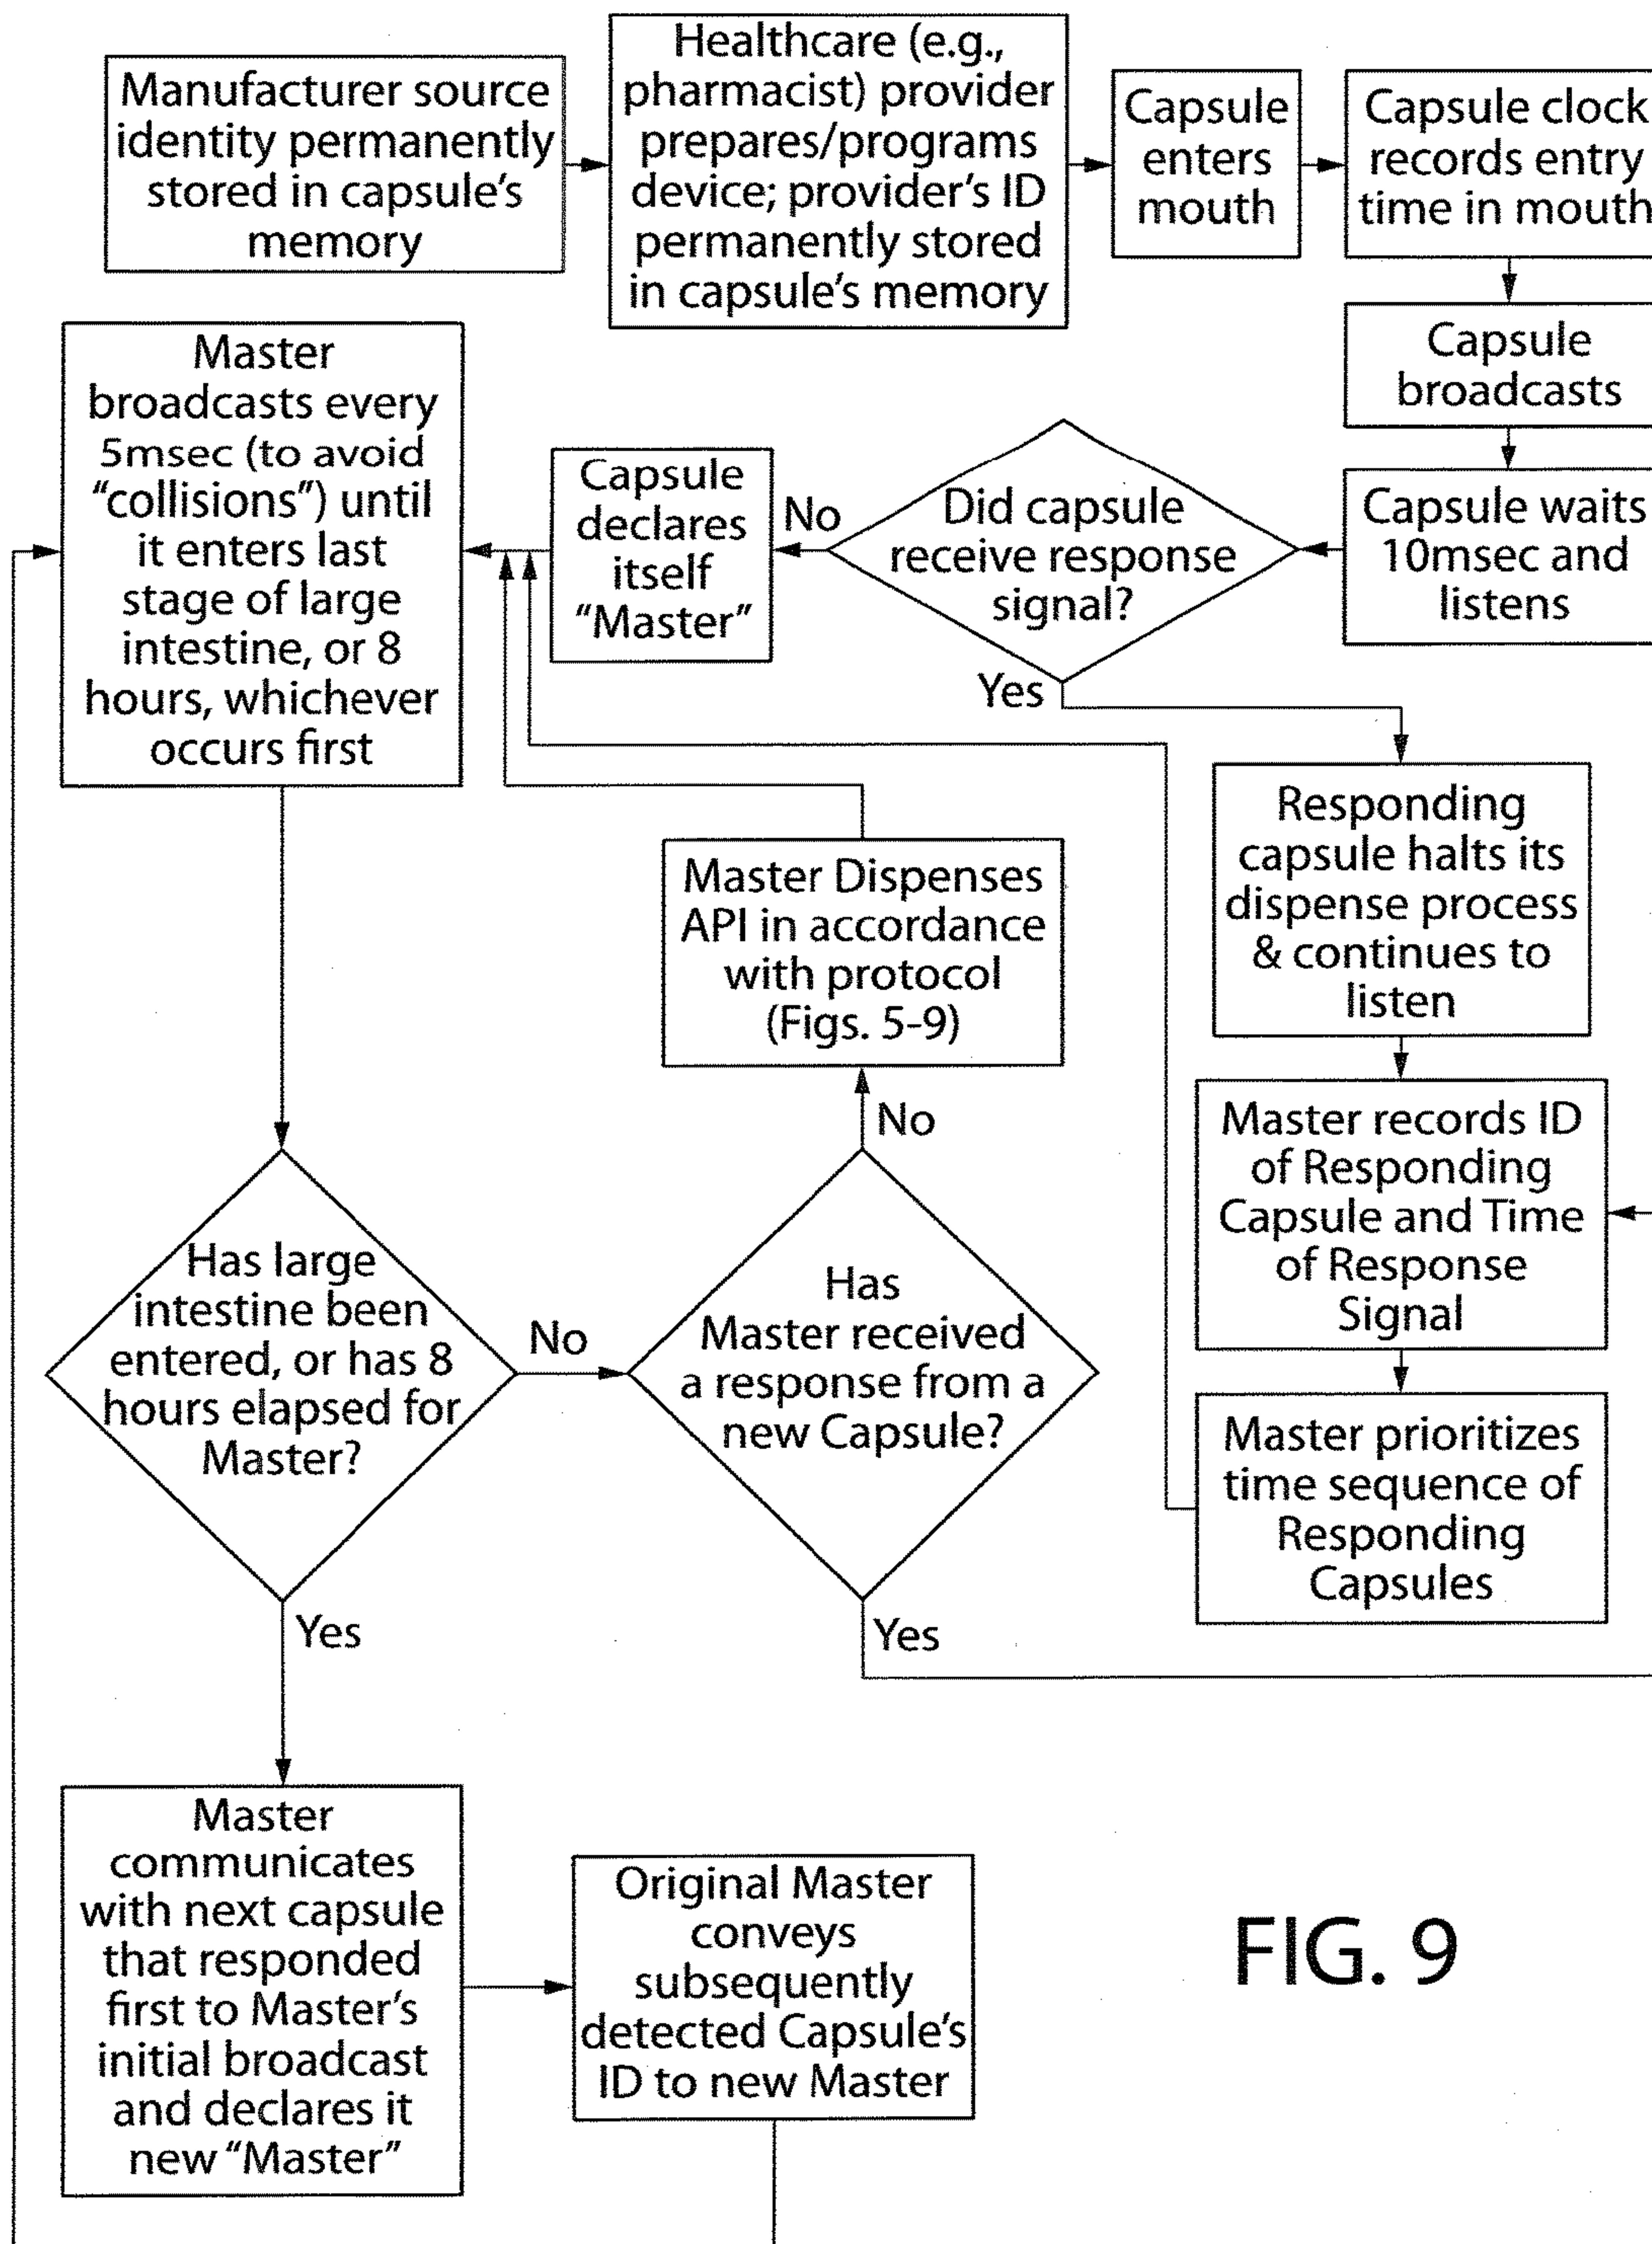 Manufacturer source
identity permanently
stored in capsule's
memory
Healthcare (e.g.,
pharmacist) provider
prepares/programs
device; provider's ID
permanently stored
in capsule's memory
Capsule
enters
mouth
Capsule clock
records entry
time in mouth
Capsule
broadcasts
Capsule waits
10msec and
listens
Did capsule
receive response
signal?
No
Yes
Capsule
declares
itself
“Master”
Master
broadcasts every
5msec (to avoid
“collisions”) until
it enters last
stage of large
intestine, or 8
hours, whichever
occurs first
Responding
capsule halts its
dispense process
& continues to
listen
Master records ID
of Responding
Capsule and Time
of Response
Signal
Master prioritizes
time sequence of
Responding
Capsules
Master Dispenses
API in accordance
with protocol
(Figs. 5-9)
No
Has large
intestine been
entered, or has 8
hours elapsed for
Master?
No
Has
Master received
a response from a
new Capsule?
Yes
Yes
Master
communicates
with next capsule
that responded
first to Master's
initial broadcast
and declares it
new “Master”
Original Master
conveys
subsequently
detected Capsule's
ID to new Master
FIG. 9